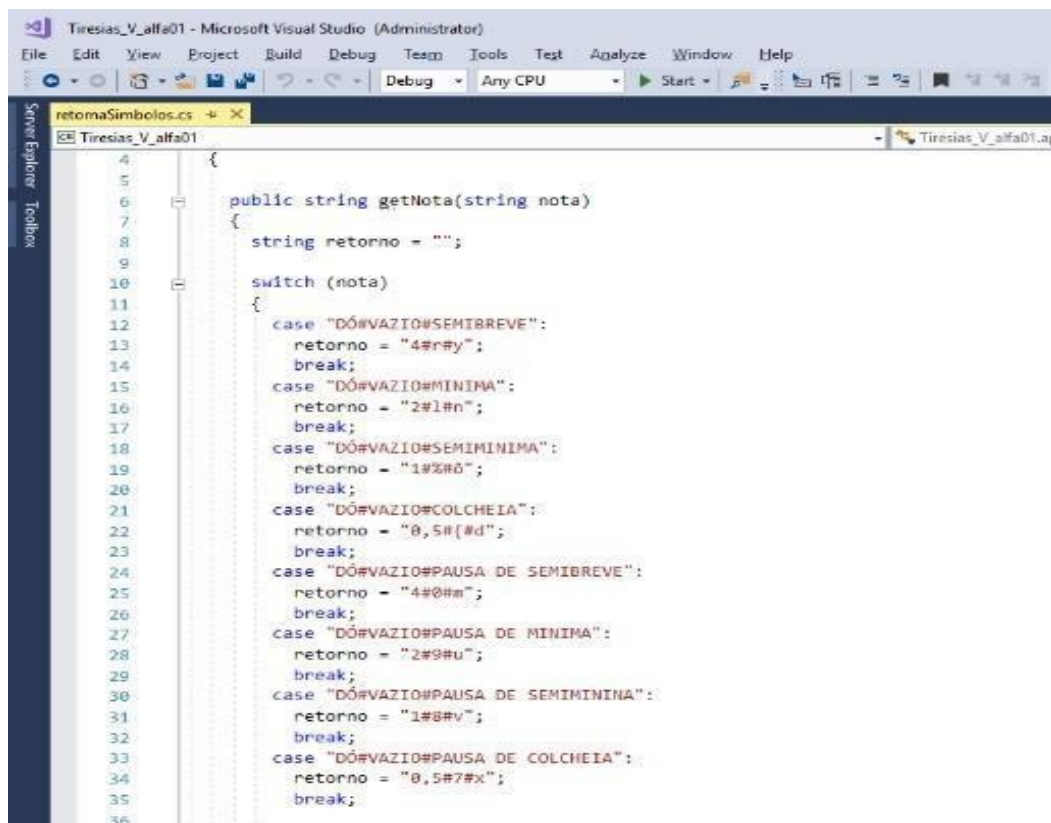 Tiresias_V_alfa01 - Microsoft Visual Studio (Administrator)
File Edit View Project Build Debug Team Tools Test Analyze Window Help
Debug Any CPU Start
Server Explorer Toolbox
retornaSimbolos.cs
C# Tiresias_V_alfa01 Tiresias_V_alfa01.a
4 {
5
6 public string getNota(string nota)
7 {
8 string retorno = "";
9
10 switch (nota)
11 {
12 case "DÓ#VAZIO#SEMIBREVE":
13 retorno = "4#r#y";
14 break;
15 case "DÓ#VAZIO#MINIMA":
16 retorno = "2#l#n";
17 break;
18 case "DÓ#VAZIO#SEMIMINIMA":
19 retorno = "1#%#ô";
20 break;
21 case "DÓ#VAZIO#COLCHEIA":
22 retorno = "0,5#{#d";
23 break;
24 case "DÓ#VAZIO#PAUSA DE SEMIBREVE":
25 retorno = "4#0#m";
26 break;
27 case "DÓ#VAZIO#PAUSA DE MINIMA":
28 retorno = "2#9#u";
29 break;
30 case "DÓ#VAZIO#PAUSA DE SEMIMININA":
31 retorno = "1#8#v";
32 break;
33 case "DÓ#VAZIO#PAUSA DE COLCHEIA":
34 retorno = "0,5#7#x";
35 break;
36